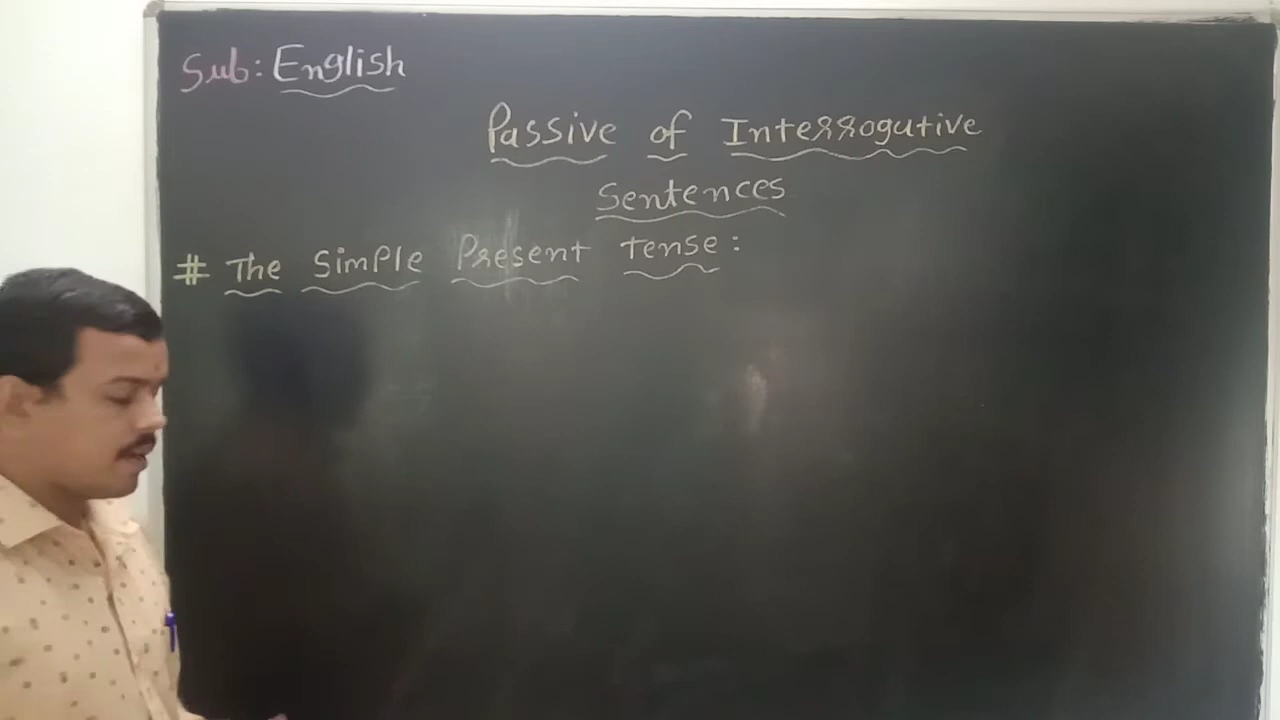 Sub: English
Passive of Interrogative
Sentences
# The Simple Present Tense: